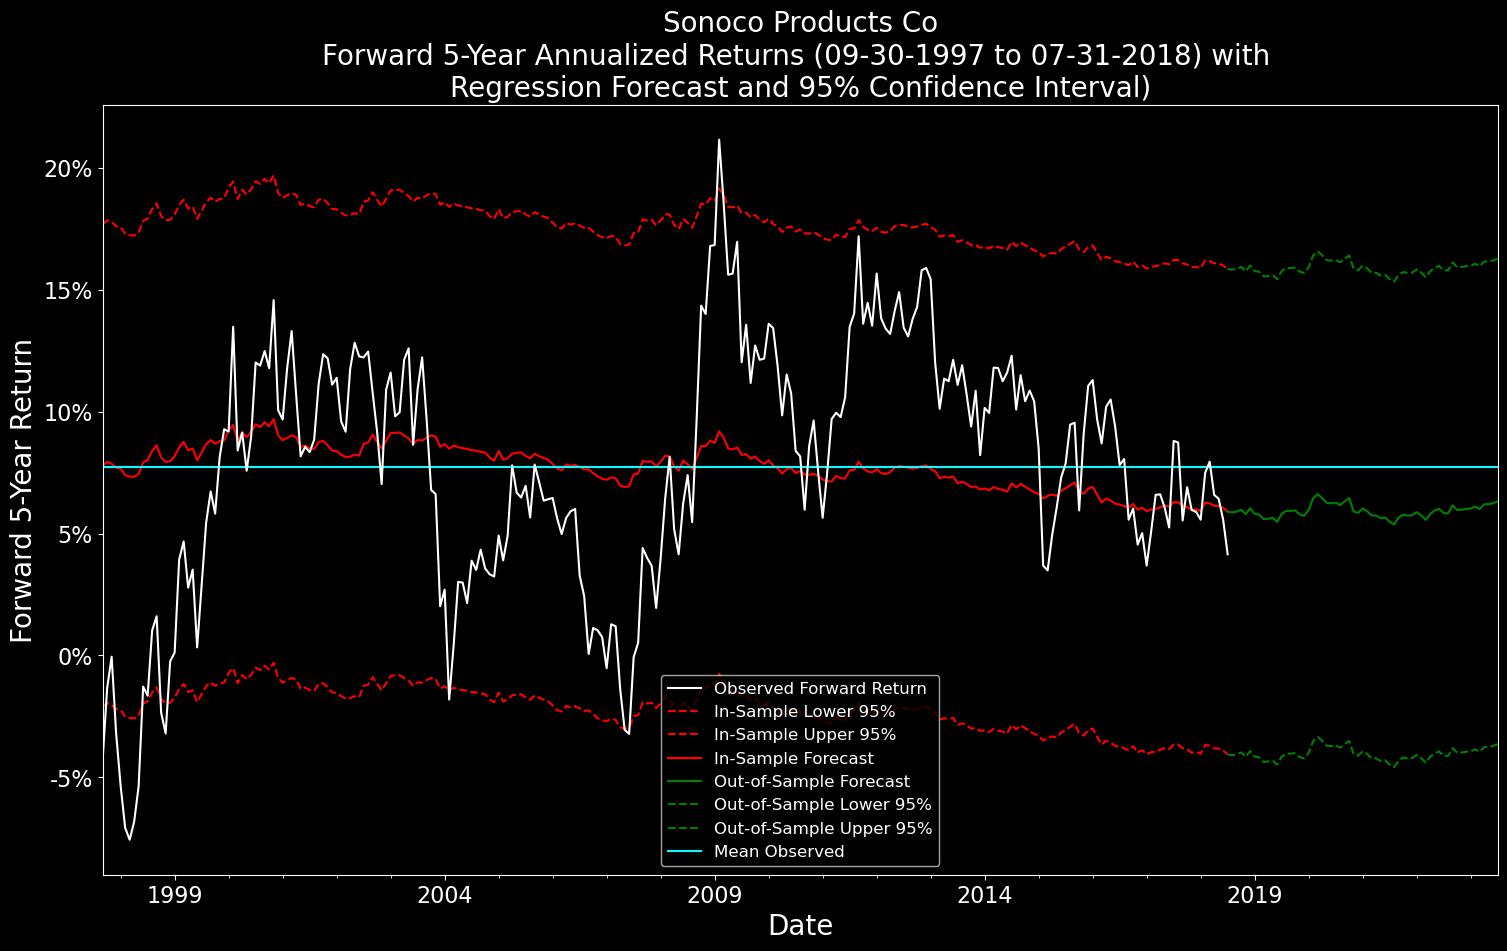 Sonoco Products Co
Forward 5-Year Annualized Returns (09-30-1997 to 07-31-2018) with
Regression Forecast and 95% Confidence Interval)
Forward 5-Year Return
20%
15%
10%
5%
0%
-5%
Observed Forward Return
In-Sample Lower 95%
In-Sample Upper 95%
In-Sample Forecast
Out-of-Sample Forecast
Out-of-Sample Lower 95%
Out-of-Sample Upper 95%
Mean Observed
1999 2004 2009 2014 2019
Date